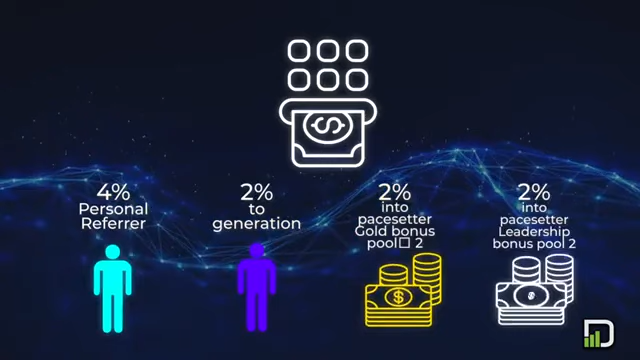 4%
Personal
Referrer
2%
to
generation
2%
into
pacesetter
Gold bonus
pool□ 2
2%
into
pacesetter
Leadership
bonus pool 2